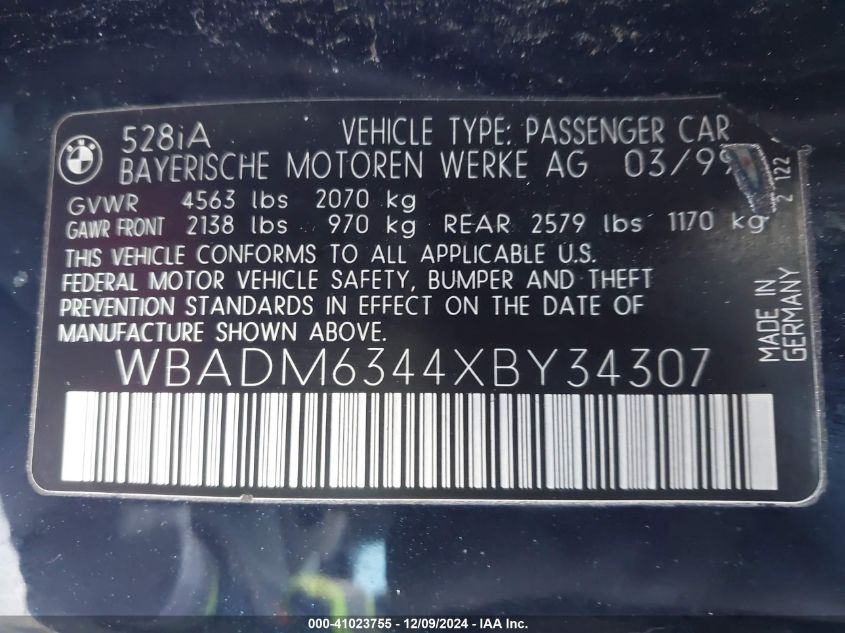 528iA VEHICLE TYPE: PASSENGER CAR
BAYERISCHE MOTOREN WERKE AG 03/99
GVWR 4563 lbs 2070 kg
GAWR FRONT 2138 lbs 970 kg REAR 2579 lbs 1170 kg
THIS VEHICLE CONFORMS TO ALL APPLICABLE U.S.
FEDERAL MOTOR VEHICLE SAFETY, BUMPER AND THEFT
PREVENTION STANDARDS IN EFFECT ON THE DATE OF
MANUFACTURE SHOWN ABOVE.
WBADM6344XBY34307
2 122
MADE IN
GERMANY
000-41023755 - 12/09/2024 - IAA Inc.